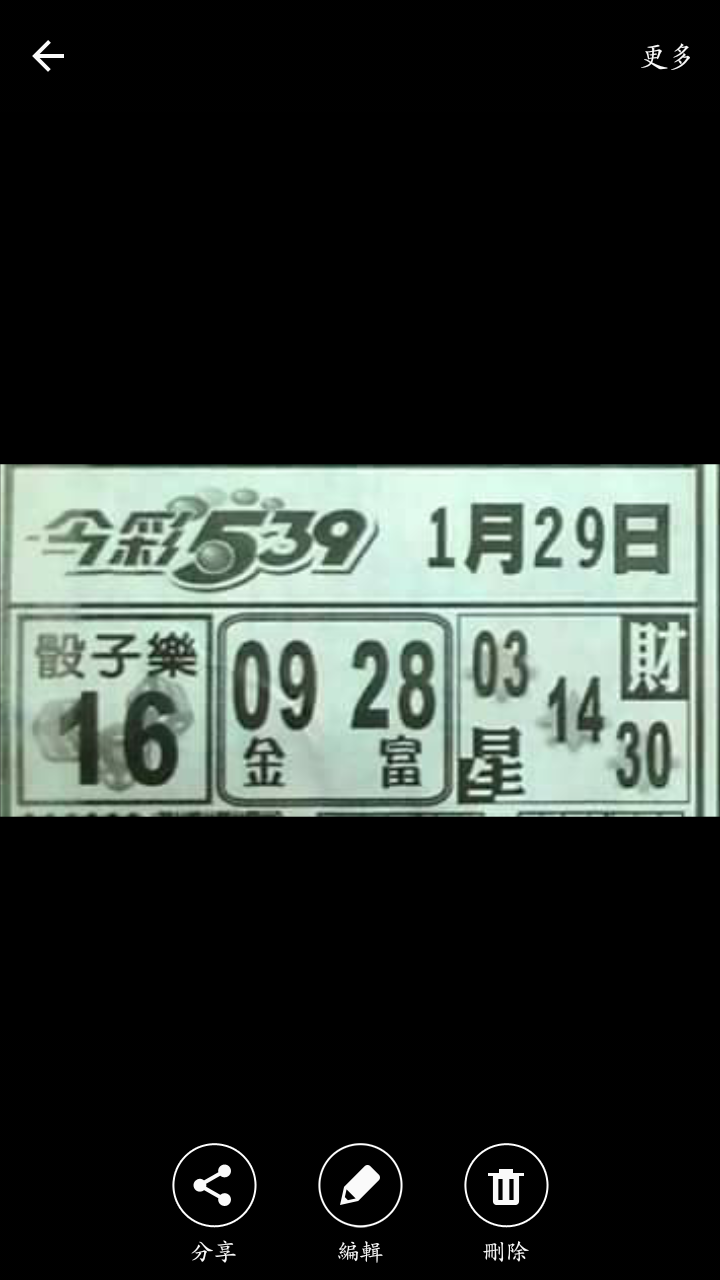 更多
今彩539 1月29日
骰子樂
16
09 28
金 富
03
14
30
財
星
分享 編輯 刪除